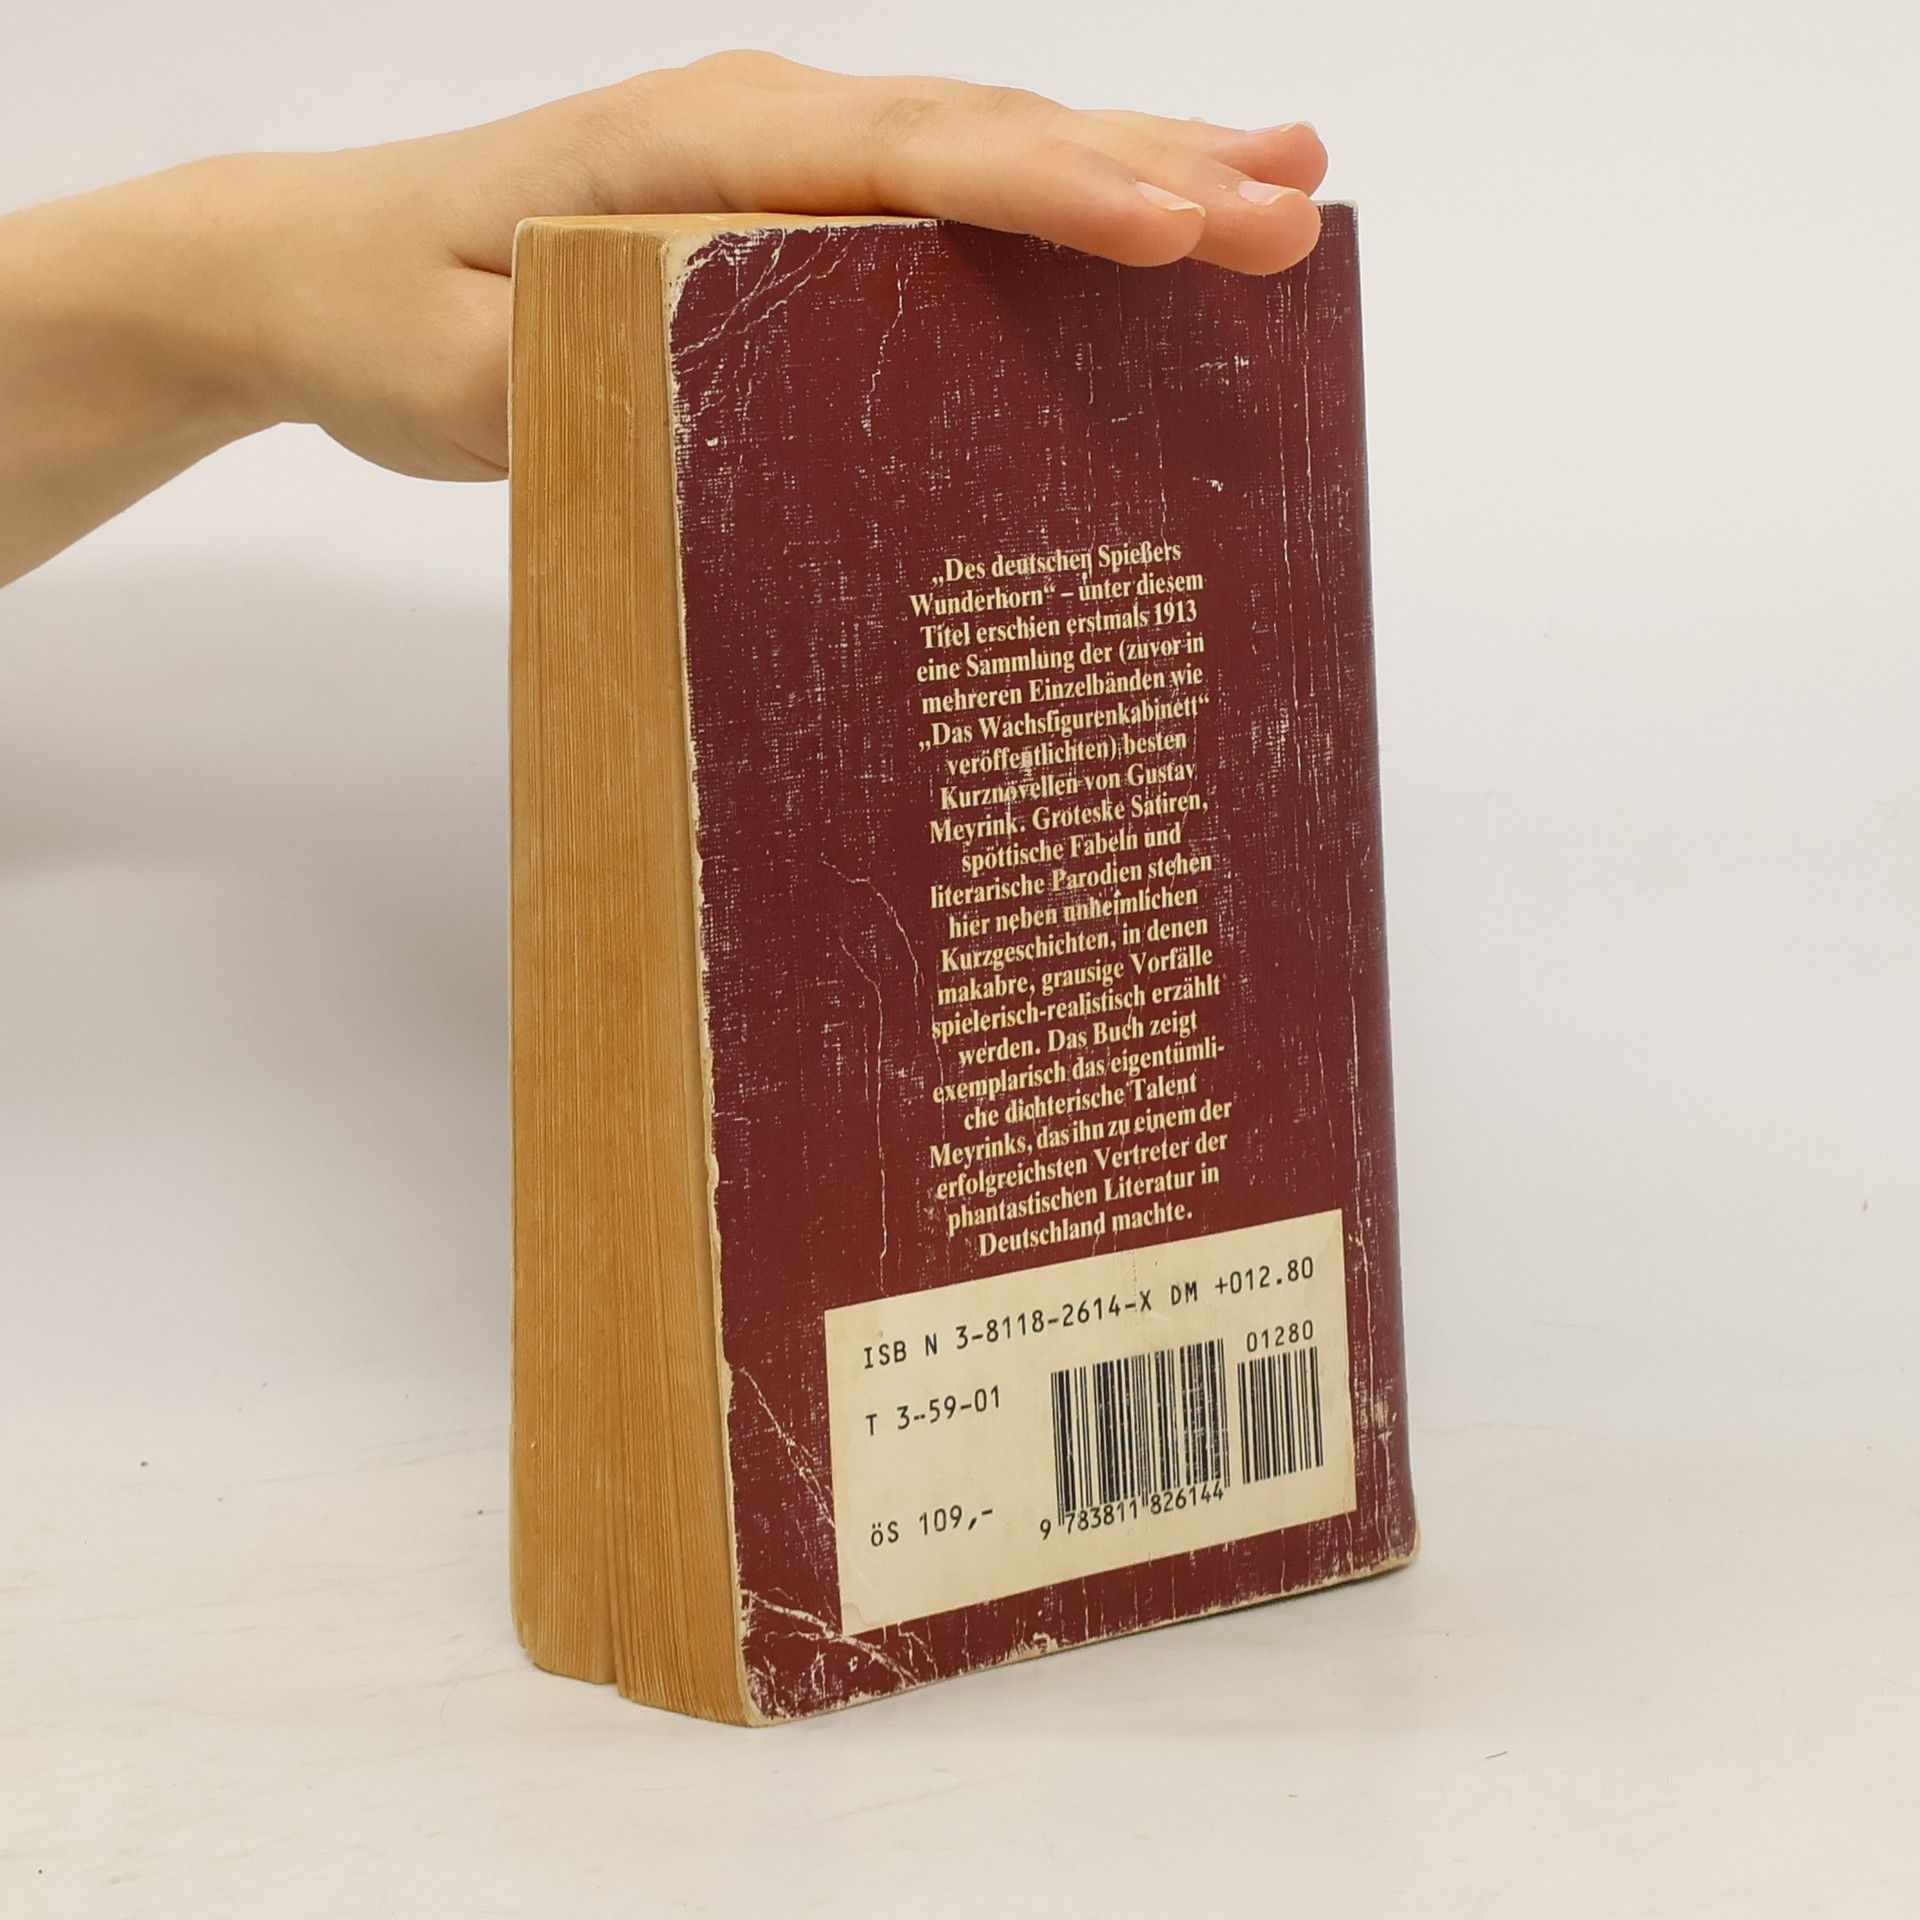 „Des deutschen Spießers
Wunderhorn“ – unter diesem
Titel erschien erstmals 1913
eine Sammlung der (zuvor in
mehreren Einzelbänden wie
„Das Wachsfigurenkabinett“
veröffentlichten) besten
Kurznovellen von Gustav
Meyrink. Groteske Satiren,
spöttische Fabeln und
literarische Parodien stehen
hier neben unheimlichen
Kurzgeschichten, in denen
makabre, grausige Vorfälle
spielerisch-realistisch erzählt
werden. Das Buch zeigt
exemplarisch das eigentümli-
che dichterische Talent
Meyrinks, das ihn zu einem der
erfolgreichsten Vertreter der
phantastischen Literatur in
Deutschland machte.
ISB N 3-8118-2614-X DM +012.80
01280
T 3-59-01
öS 109,-
9 783811 826144